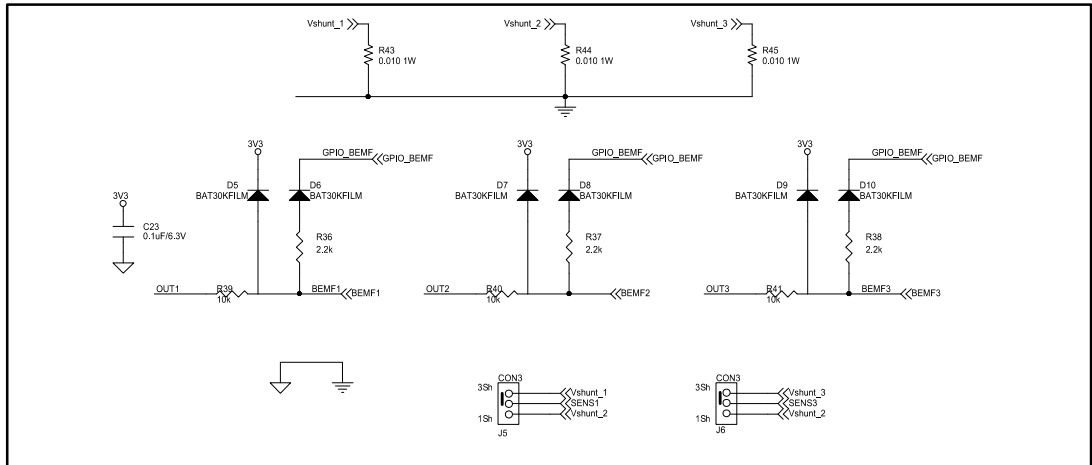 Vshunt_1
Vshunt_2
Vshunt_3
R43
0.010 1W
R44
0.010 1W
R45
0.010 1W
3V3
GPIO_BEMF
GPIO_BEMF
3V3
GPIO_BEMF
GPIO_BEMF
3V3
GPIO_BEMF
GPIO_BEMF
D5
BAT30KFILM
D6
BAT30KFILM
D7
BAT30KFILM
D8
BAT30KFILM
D9
BAT30KFILM
D10
BAT30KFILM
3V3
C23
0.1uF/6.3V
R36
2.2k
R37
2.2k
R38
2.2k
OUT1
R39
10k
BEMF1
BEMF1
OUT2
R40
10k
BEMF2
OUT3
R41
10k
BEMF3
BEMF3
CON3
3Sh
1Sh
J5
Vshunt_1
SENS1
Vshunt_2
CON3
3Sh
1Sh
J6
Vshunt_3
SENS3
Vshunt_2